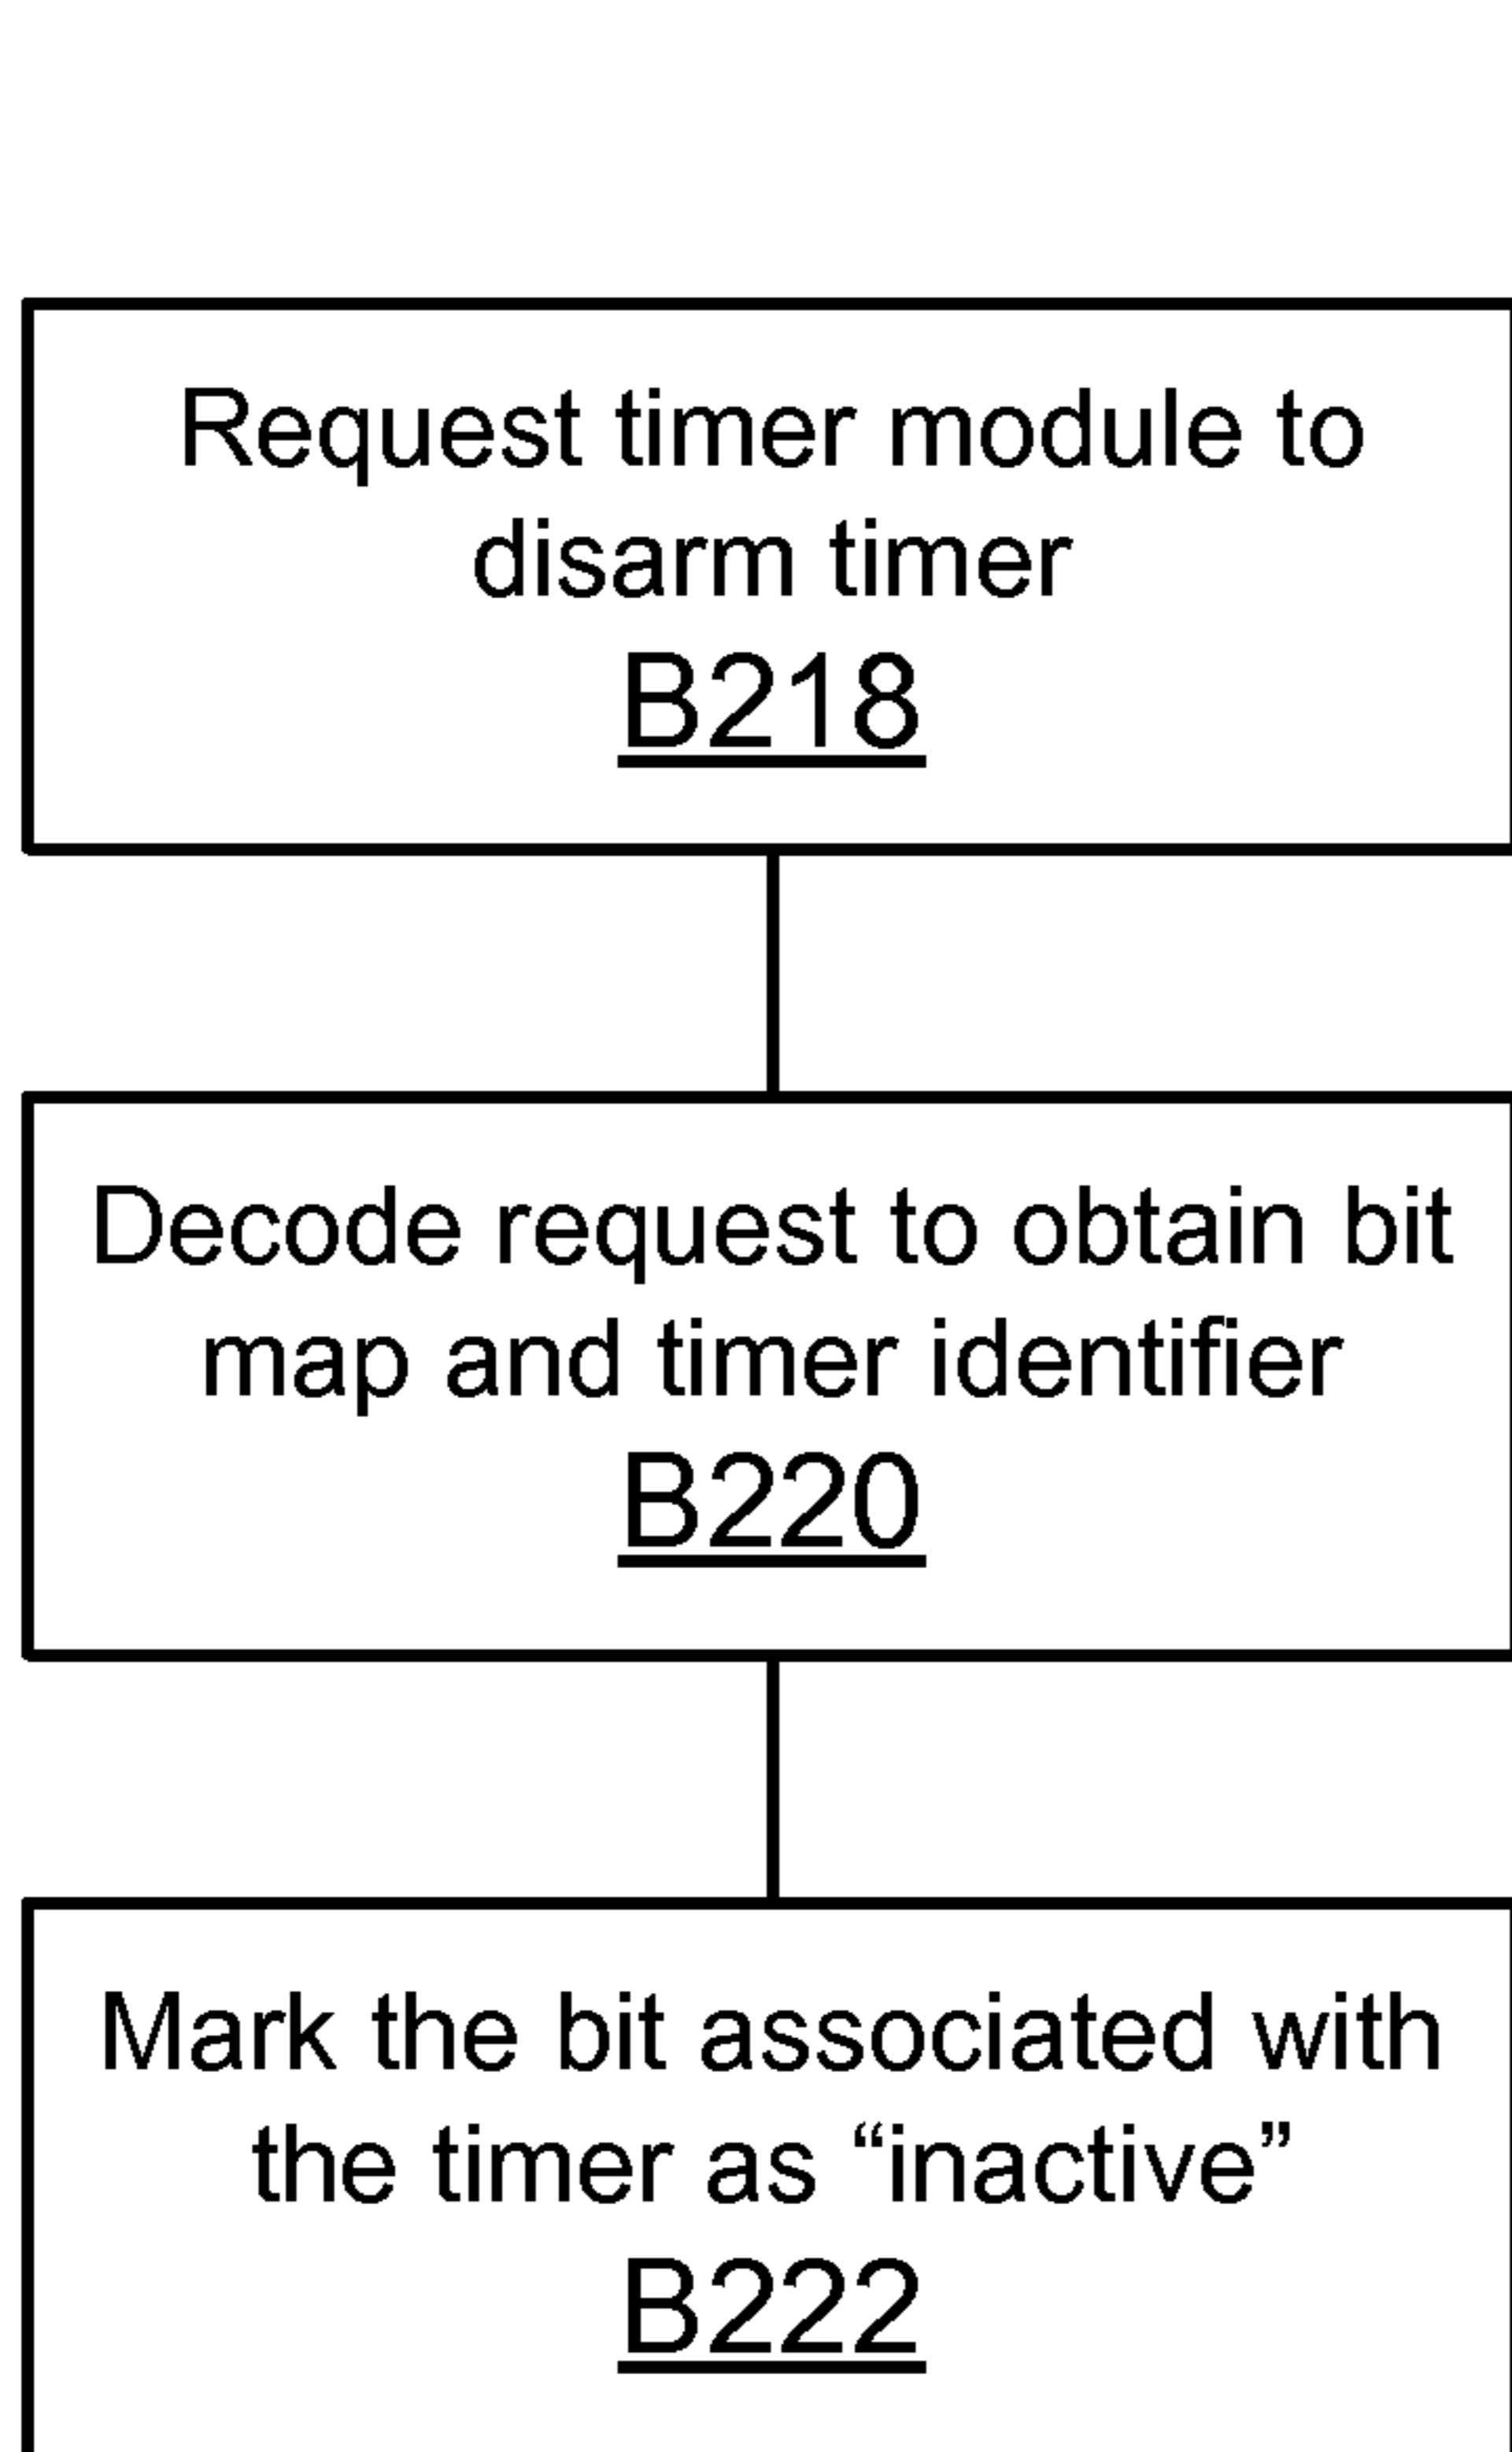 Request timer module to
disarm timer
B218
Decode request to obtain bit
map and timer identifier
B220
Mark the bit associated with
the timer as “inactive”
B222